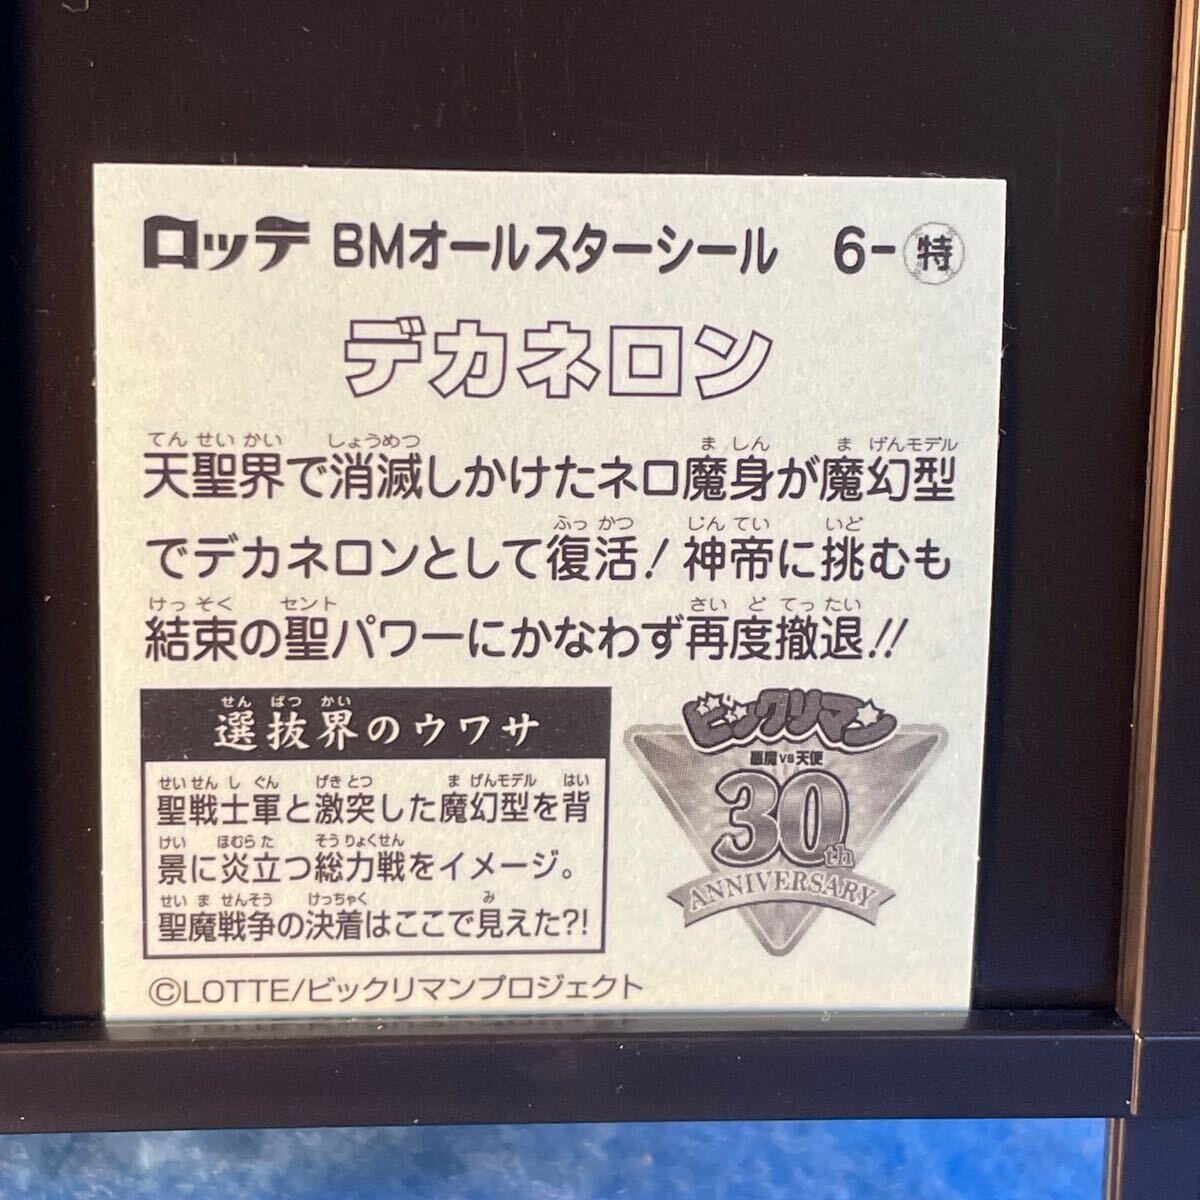 ロッテ BMオールスターシール 6-特
デカネロン
てんせいかい しょうめつ ましん まげんモデル
天聖界で消滅しかけたネロ魔身が魔幻型
ふっかつ じんてい いど
でデカネロンとして復活!神帝に挑むも
けっそく セント さいどてったい
結束の聖パワーにかなわず再度撤退!!
せんばつかい
選抜界のウワサ
せいせんしぐん げきとつ まげんモデル はい
聖戦士軍と激突した魔幻型を背
けい ほむらた そうりょくせん
景に炎立つ総力戦をイメージ。
せいませんそう けっちゃく み
聖魔戦争の決着はここで見えた?!
ビックリマン
悪魔VS天使
30th
ANNIVERSARY
©LOTTE/ビックリマンプロジェクト